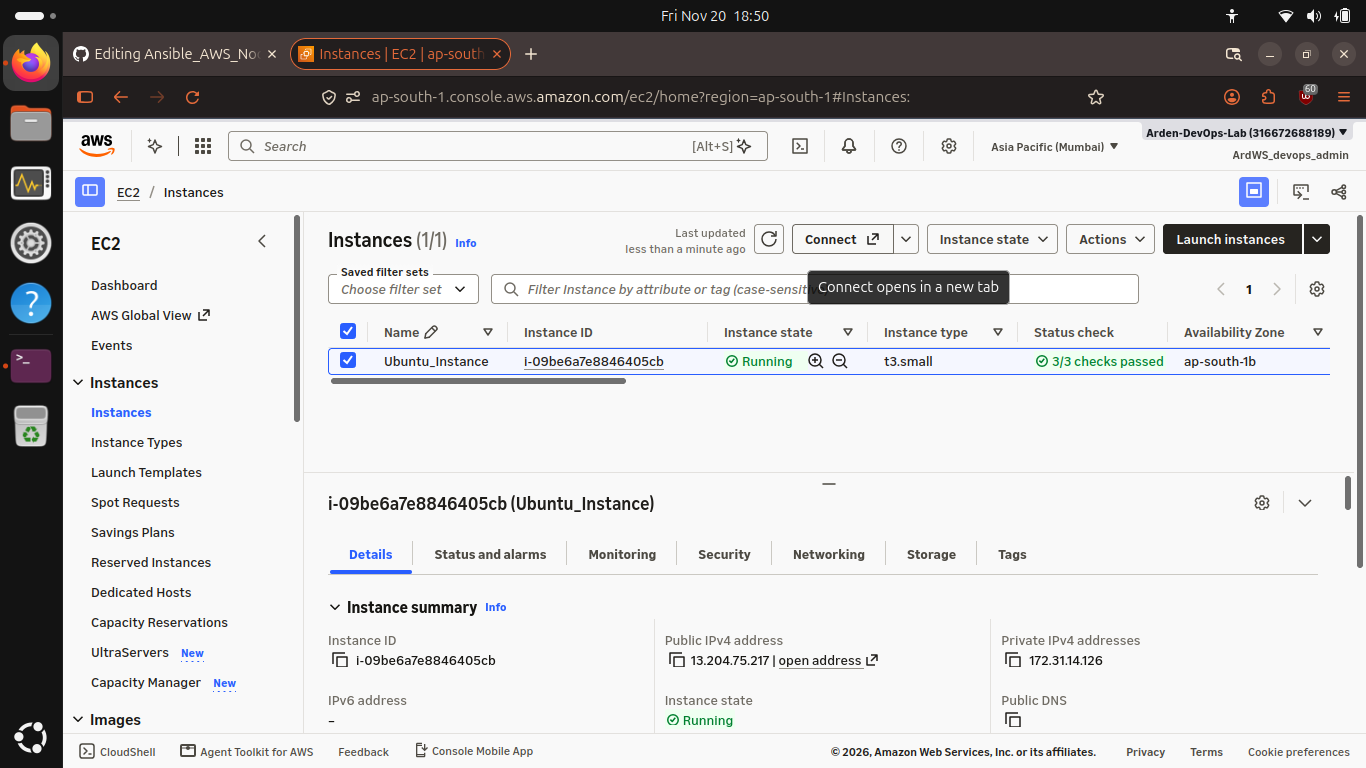 Fri Nov 20 18:50
Editing Ansible_AWS_No
Instances | EC2 | ap-south
ap-south-1.console.aws.amazon.com/ec2/home?region=ap-south-1#Instances:
60
aws
Search
[Alt+S]
Asia Pacific (Mumbai)
Arden-DevOps-Lab (316672688189)
ArdWS_devops_admin
EC2 / Instances
EC2
Dashboard
AWS Global View
Events
Instances
Instances
Instance Types
Launch Templates
Spot Requests
Savings Plans
Reserved Instances
Dedicated Hosts
Capacity Reservations
UltraServers New
Capacity Manager New
Images
Instances (1/1) Info
Last updated
less than a minute ago
Connect
Instance state
Actions
Launch instances
Saved filter sets
Choose filter set
Filter Instance by attribute or tag (case-sensiti
Connect opens in a new tab
1
Name
Instance ID
Instance state
Instance type
Status check
Availability Zone
Ubuntu_Instance
i-09be6a7e8846405cb
Running
t3.small
3/3 checks passed
ap-south-1b
i-09be6a7e8846405cb (Ubuntu_Instance)
Details
Status and alarms
Monitoring
Security
Networking
Storage
Tags
Instance summary Info
Instance ID
i-09be6a7e8846405cb
Public IPv4 address
13.204.75.217 | open address
Private IPv4 addresses
172.31.14.126
IPv6 address
–
Instance state
Running
Public DNS
CloudShell
Agent Toolkit for AWS
Feedback
Console Mobile App
© 2026, Amazon Web Services, Inc. or its affiliates.
Privacy
Terms
Cookie preferences